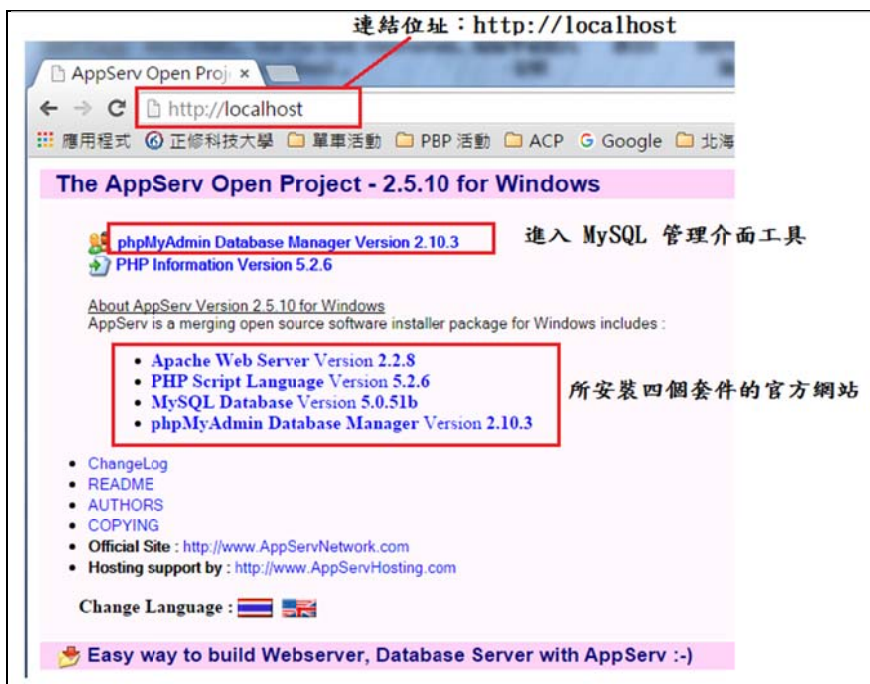 連結位址：http://localhost
AppServ Open Proj
http://localhost
應用程式 正修科技大學 單車活動 PBP 活動 ACP Google 北海
The AppServ Open Project - 2.5.10 for Windows
phpMyAdmin Database Manager Version 2.10.3 進入 MySQL 管理介面工具
PHP Information Version 5.2.6
About AppServ Version 2.5.10 for Windows
AppServ is a merging open source software installer package for Windows includes :
• Apache Web Server Version 2.2.8
• PHP Script Language Version 5.2.6
• MySQL Database Version 5.0.51b
• phpMyAdmin Database Manager Version 2.10.3
所安裝四個套件的官方網站
• ChangeLog
• README
• AUTHORS
• COPYING
• Official Site : http://www.AppServNetwork.com
• Hosting support by : http://www.AppServHosting.com
Change Language :
Easy way to build Webserver, Database Server with AppServ :-)